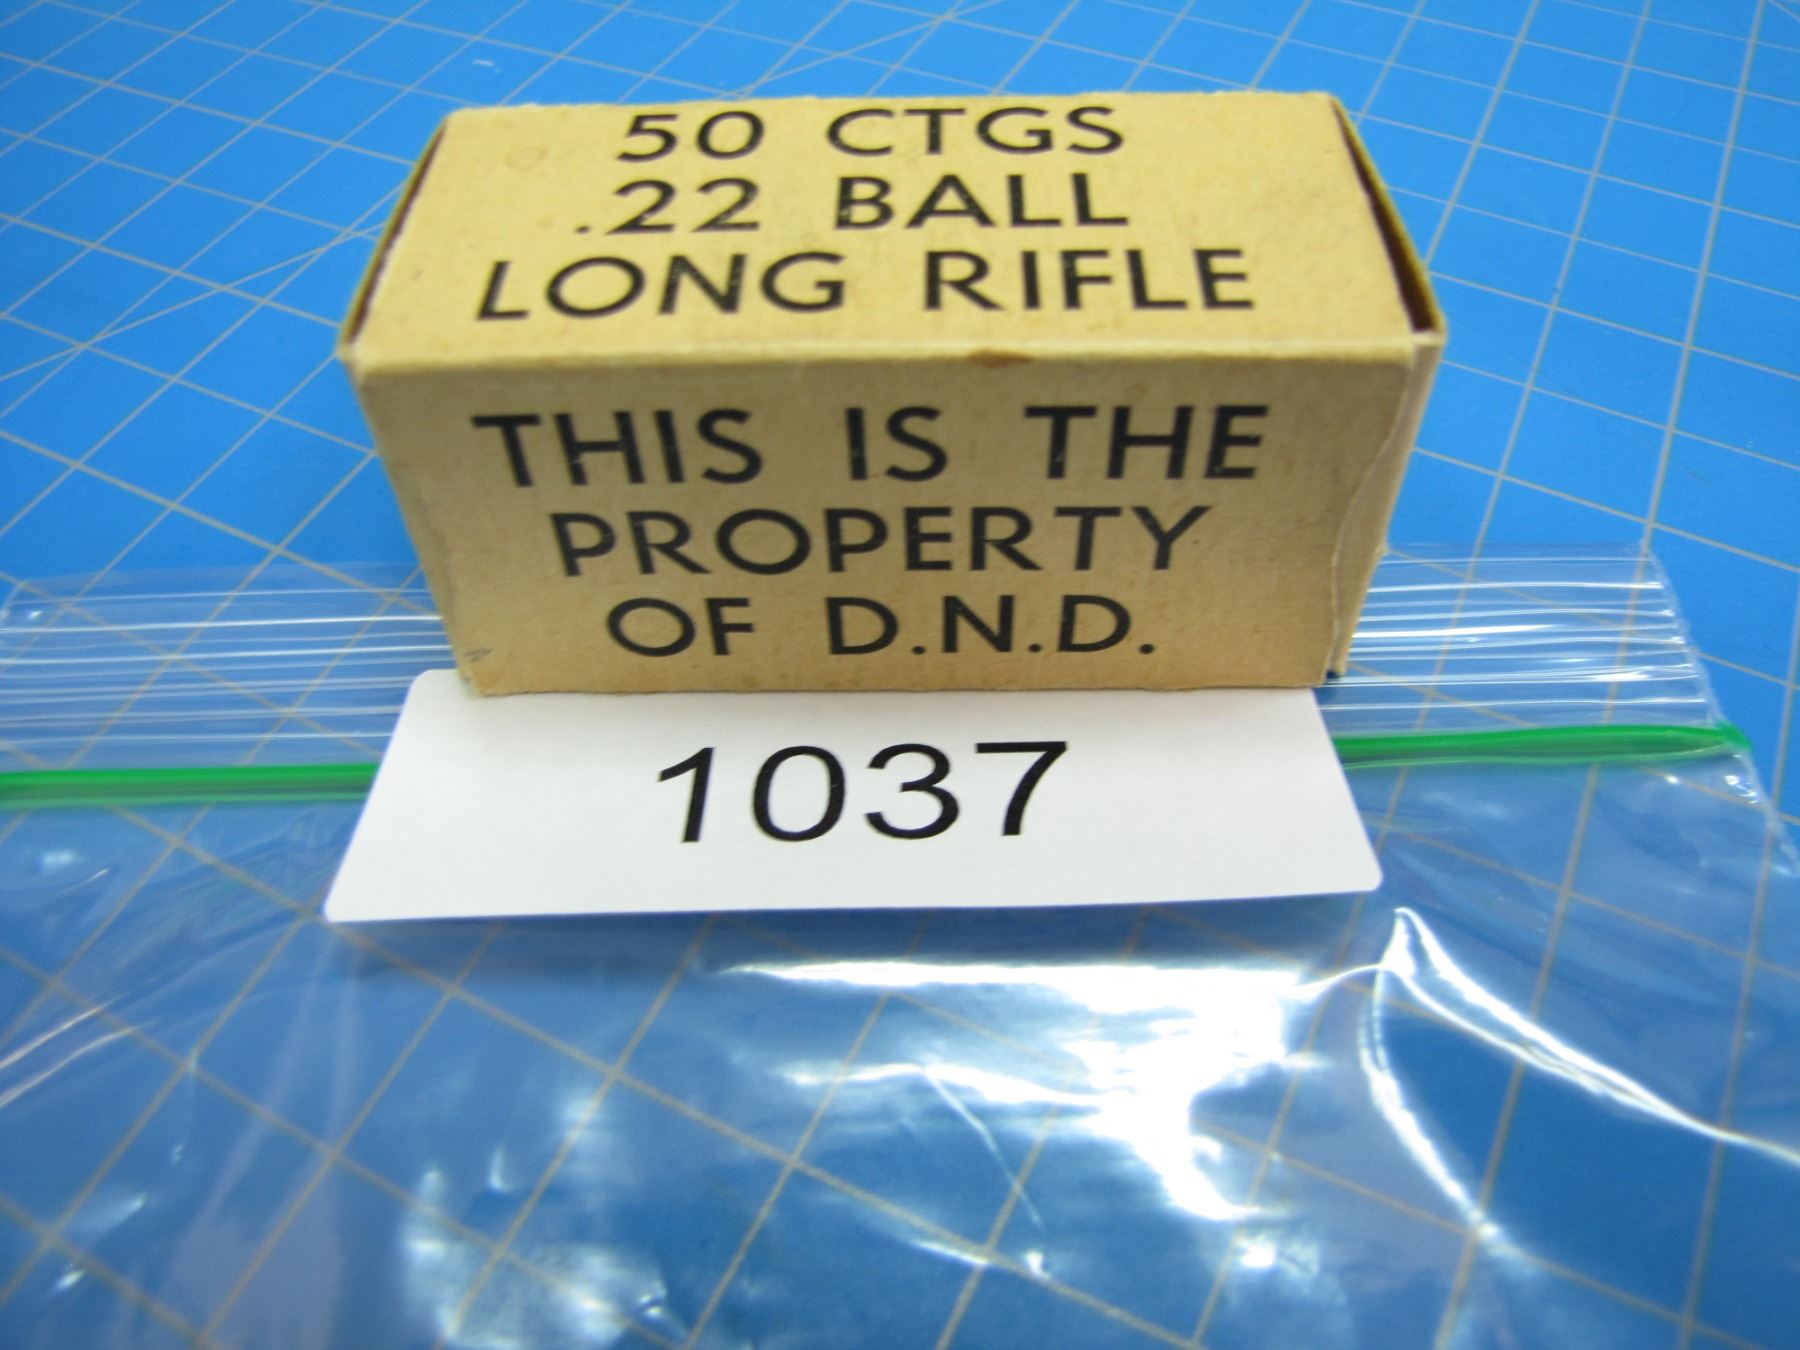 50 CTGS
.22 BALL
LONG RIFLE
THIS IS THE
PROPERTY
OF D.N.D.
1037